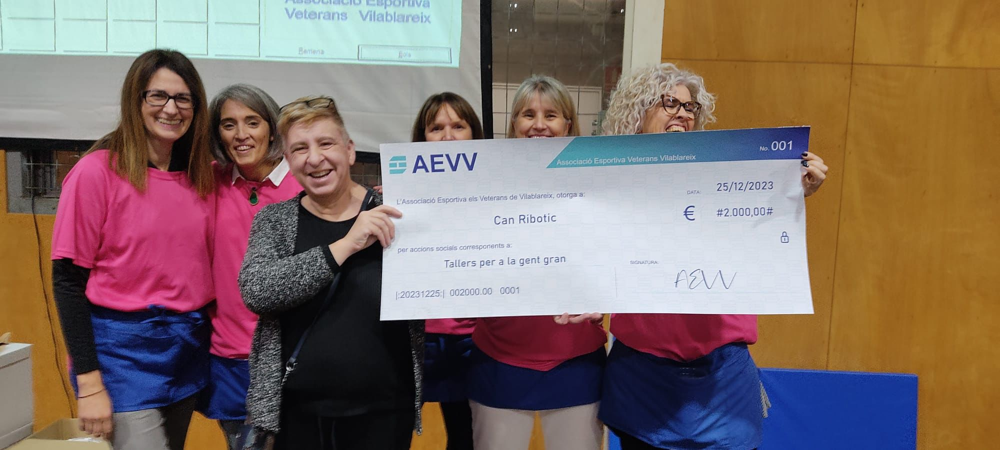 Associació Esportiva
Veterans Vilablareix
Remena
Bola
AEVV
Associació Esportiva Veterans Vilablareix
No. 001
L'Associació Esportiva els Veterans de Vilablareix, otorga a:
DATA: 25/12/2023
Can Ribotic
€ #2.000,00#
per accions socials corresponents a:
Tallers per a la gent gran
SIGNATURA:
AEVV
|:20231225:| 002000.00 0001